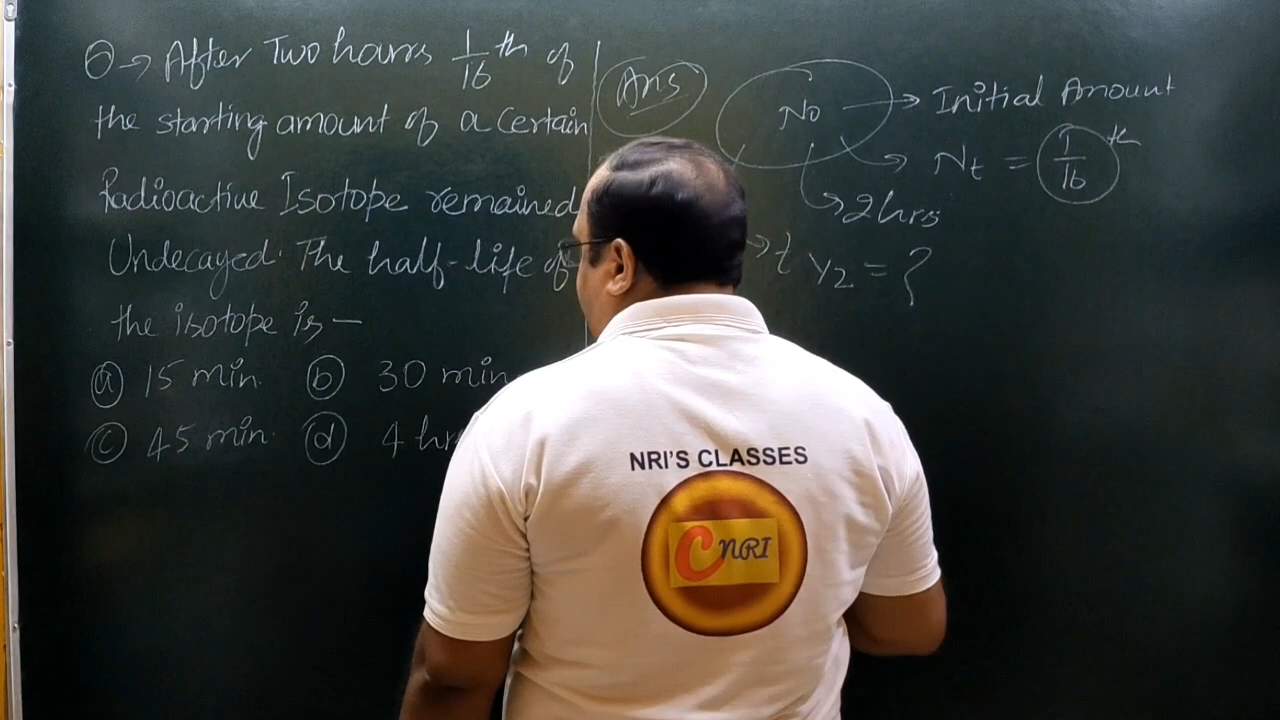 Q → After Two hours 1/16 th of
the starting amount of a certain
Radioactive Isotope remained
Undecayed. The half-life of
the isotope is —
(a) 15 min. (b) 30 min
(c) 45 min. (d) 4 hr
Ans
No → Initial Amount
Nt = 1/16 th
→ 2 hrs
→ t 1/2 = ?
NRI'S CLASSES
C NRI